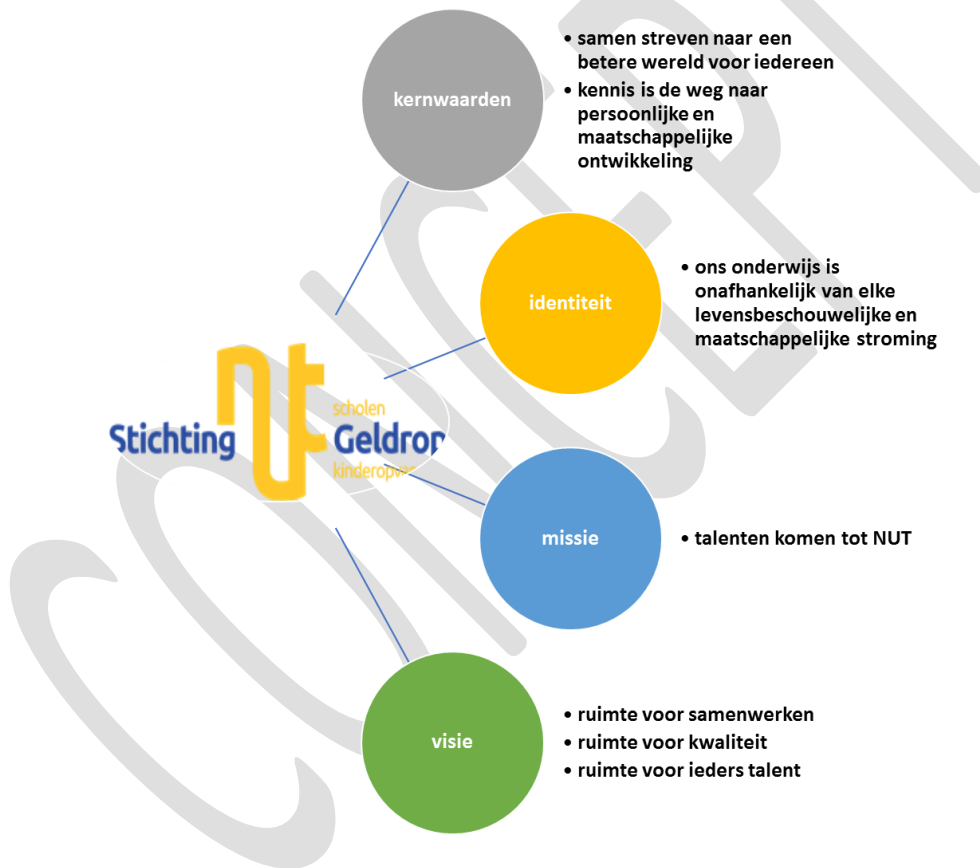 kernwaarden
• samen streven naar een
betere wereld voor iedereen
• kennis is de weg naar
persoonlijke en
maatschappelijke
ontwikkeling
identiteit
• ons onderwijs is
onafhankelijk van elke
levensbeschouwelijke en
maatschappelijke stroming
Stichting
nut
scholen
Geldrop
missie
• talenten komen tot NUT
visie
• ruimte voor samenwerken
• ruimte voor kwaliteit
• ruimte voor ieders talent
CONCEPT